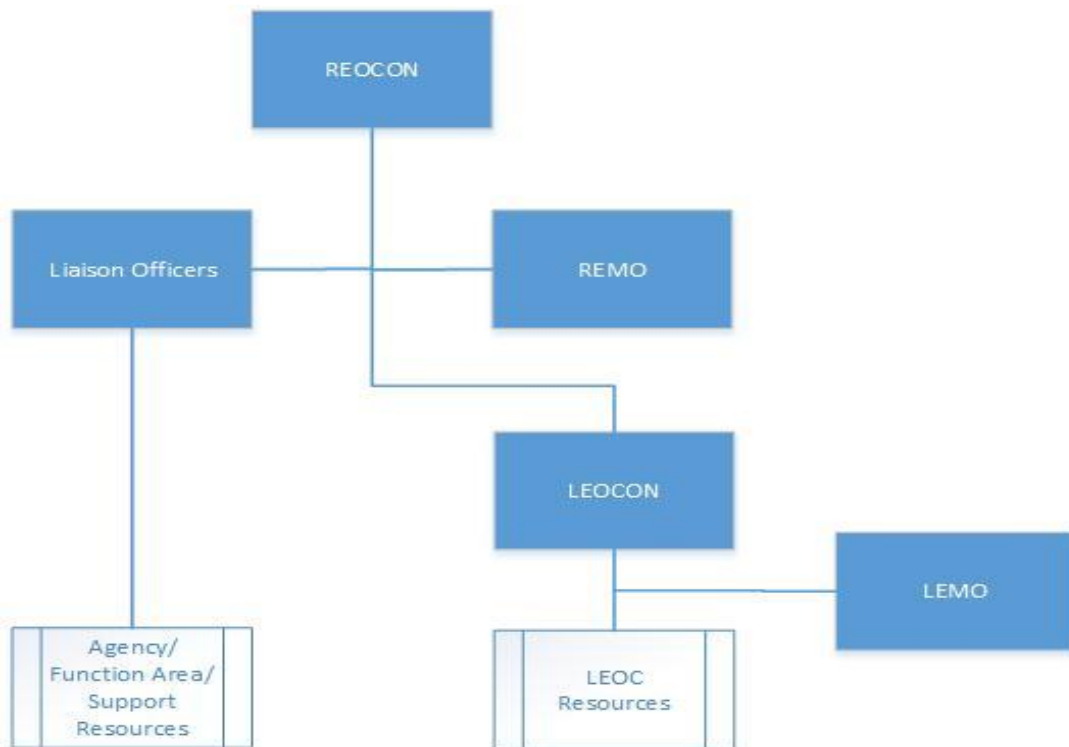 REOCON
Liaison Officers
REMO
LEOCON
LEMO
Agency/
Function Area/
Support
Resources
LEOC
Resources